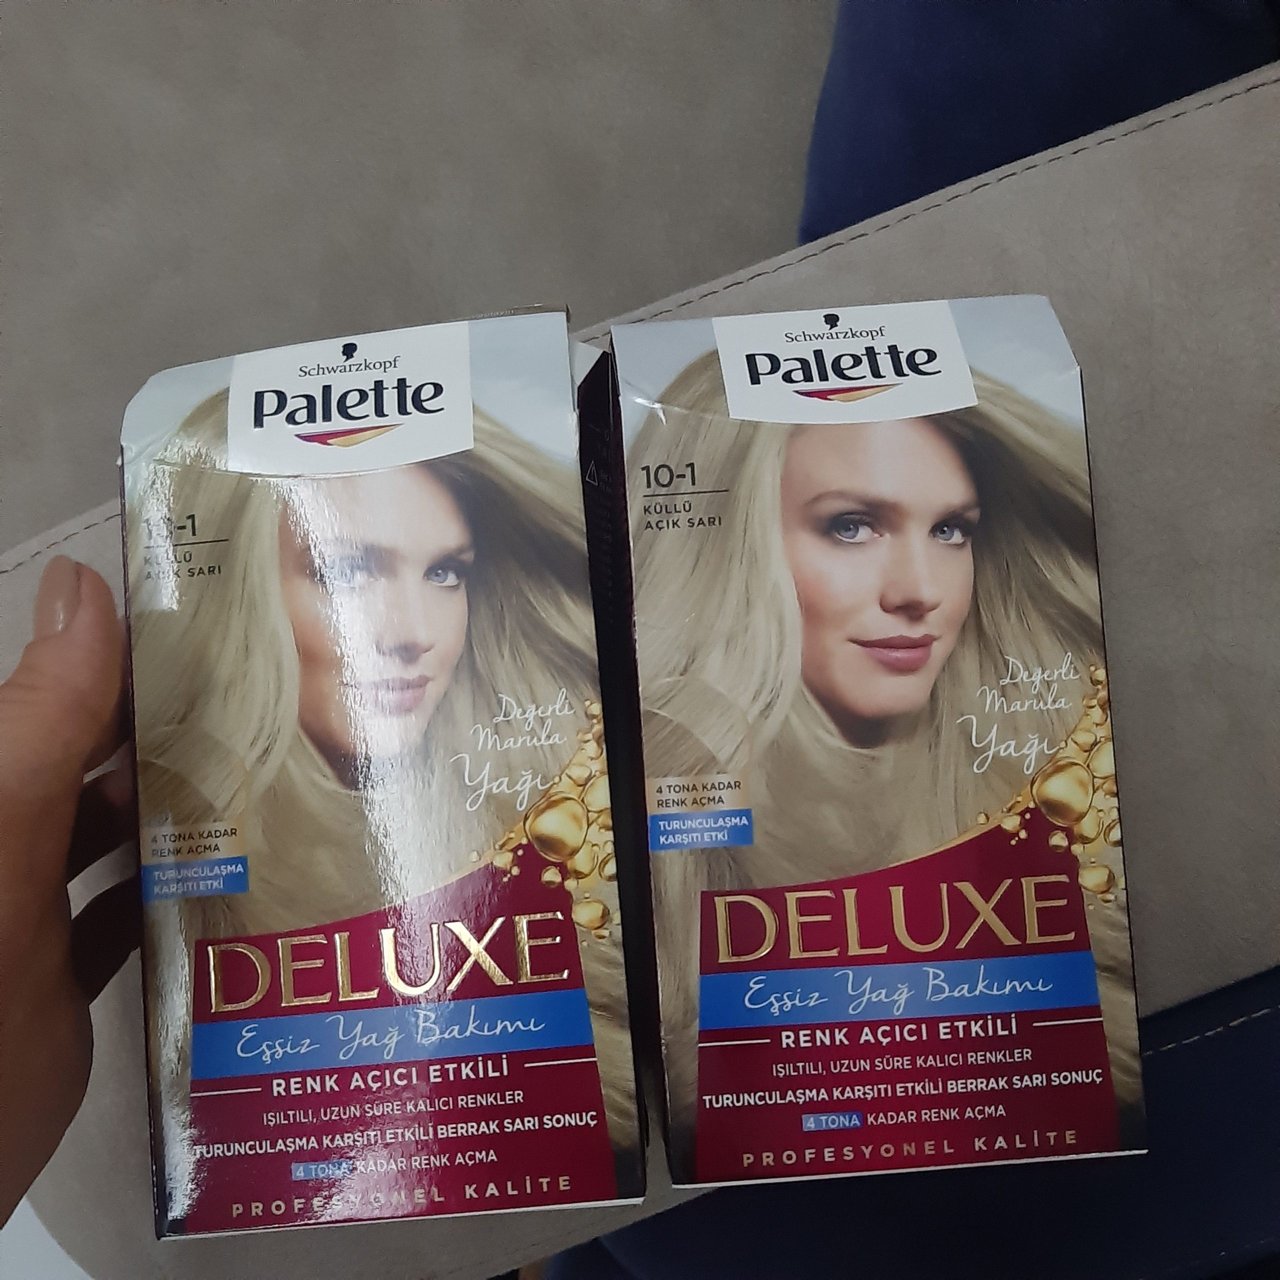 Schwarzkopf
Palette
10-1
KÜLLÜ
AÇIK SARI
Değerli
Marula
Yağı
4 TONA KADAR
RENK AÇMA
TURUNCULAŞMA
KARŞITI ETKİ
DELUXE
Eşsiz Yağ Bakımı
RENK AÇICI ETKİLİ
IŞILTILI, UZUN SÜRE KALICI RENKLER
TURUNCULAŞMA KARŞITI ETKİLİ BERRAK SARI SONUÇ
4 TONA KADAR RENK AÇMA
PROFESYONEL KALİTE
Schwarzkopf
Palette
10-1
KÜLLÜ
AÇIK SARI
Değerli
Marula
Yağı
4 TONA KADAR
RENK AÇMA
TURUNCULAŞMA
KARŞITI ETKİ
DELUXE
Eşsiz Yağ Bakımı
RENK AÇICI ETKİLİ
IŞILTILI, UZUN SÜRE KALICI RENKLER
TURUNCULAŞMA KARŞITI ETKİLİ BERRAK SARI SONUÇ
4 TONA KADAR RENK AÇMA
PROFESYONEL KALİTE